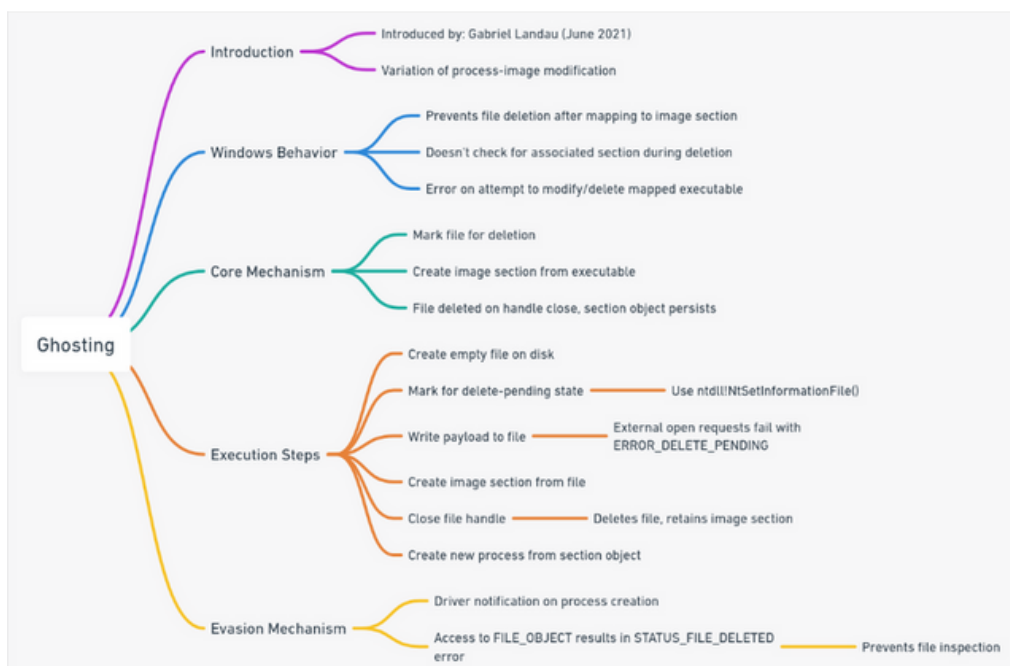 Ghosting
Introduction
Introduced by: Gabriel Landau (June 2021)
Variation of process-image modification
Windows Behavior
Prevents file deletion after mapping to image section
Doesn't check for associated section during deletion
Error on attempt to modify/delete mapped executable
Core Mechanism
Mark file for deletion
Create image section from executable
File deleted on handle close, section object persists
Execution Steps
Create empty file on disk
Mark for delete-pending state
Use ntdll!NtSetInformationFile()
Write payload to file
External open requests fail with
ERROR_DELETE_PENDING
Create image section from file
Close file handle
Deletes file, retains image section
Create new process from section object
Evasion Mechanism
Driver notification on process creation
Access to FILE_OBJECT results in STATUS_FILE_DELETED
error
Prevents file inspection